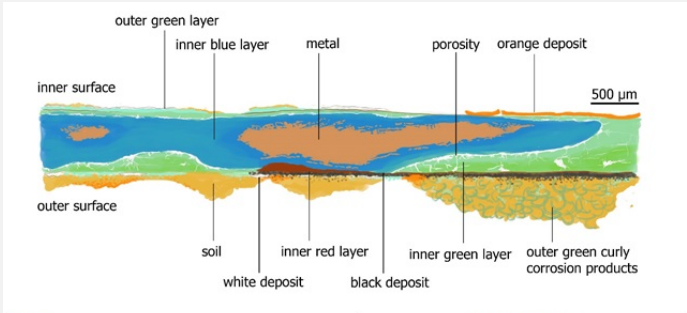 outer green layer
inner blue layer
metal
porosity
orange deposit
inner surface
500 µm
outer surface
soil
inner red layer
inner green layer
outer green curly
corrosion products
white deposit
black deposit